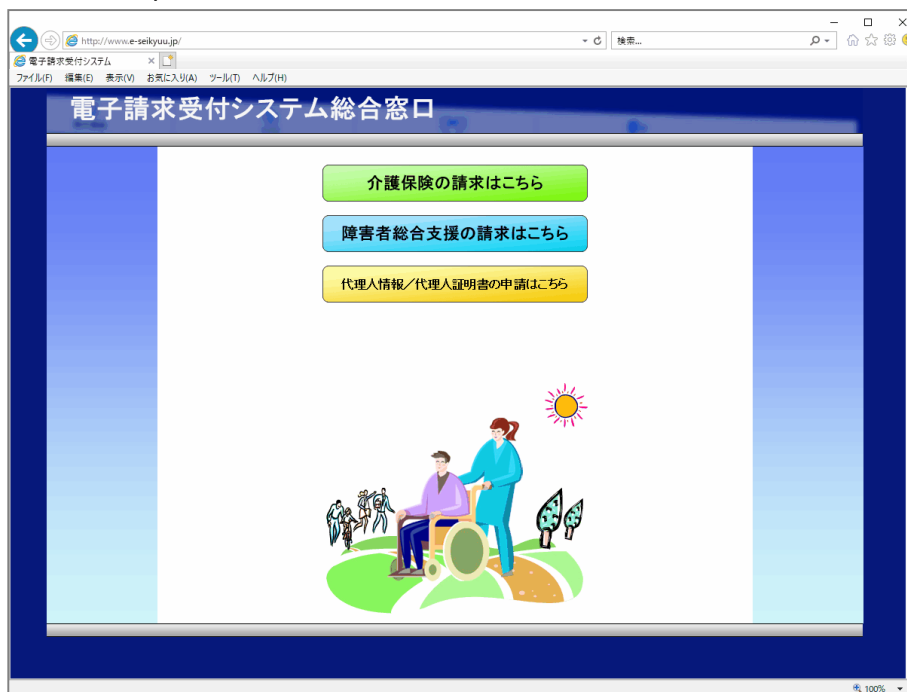 http://www.e-seikyuu.jp/
検索...
電子請求受付システム
ファイル(F) 編集(E) 表示(V) お気に入り(A) ツール(T) ヘルプ(H)
電子請求受付システム総合窓口
介護保険の請求はこちら
障害者総合支援の請求はこちら
代理人情報／代理人証明書の申請はこちら
100%